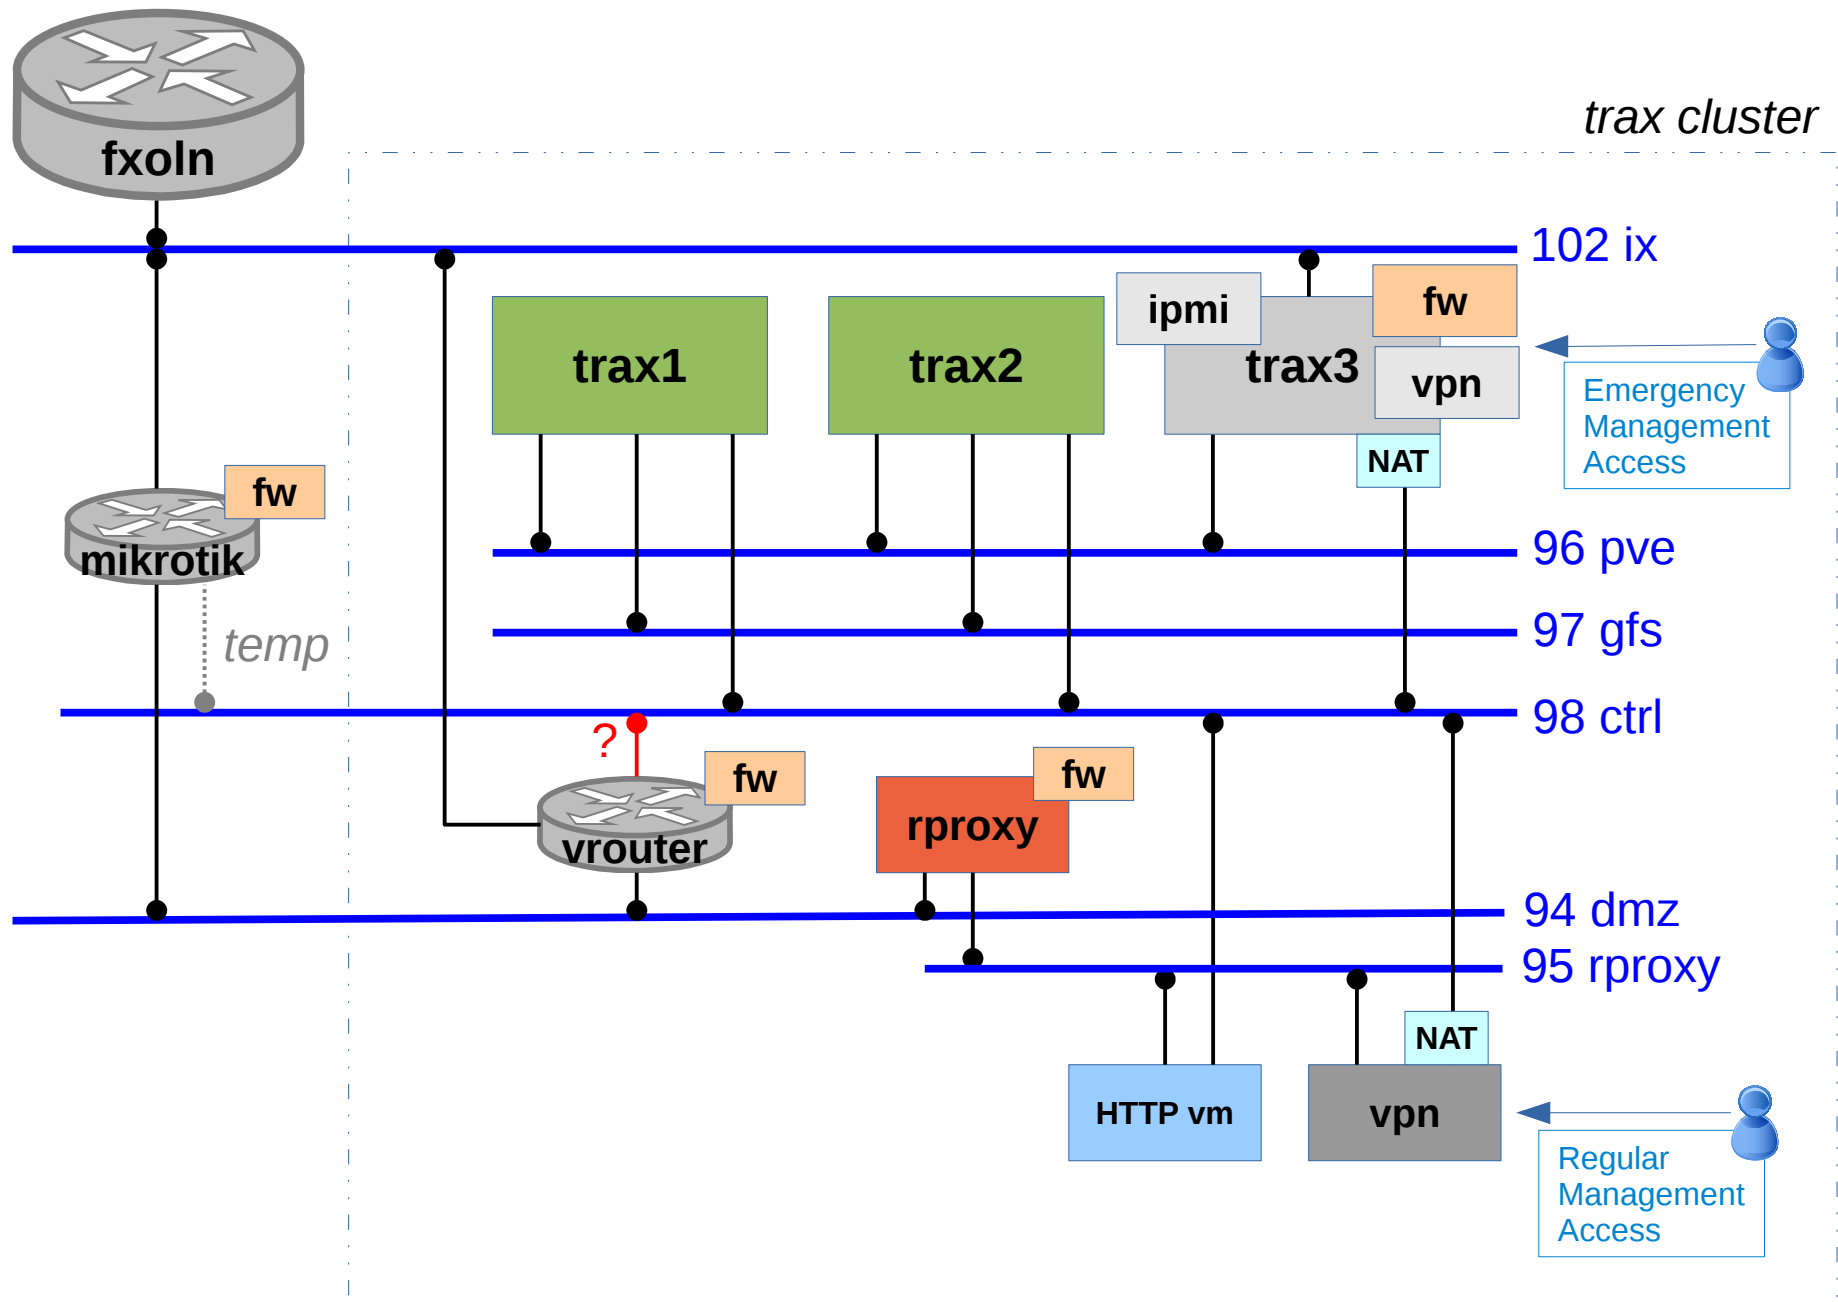 trax cluster
fxoln
102 ix
ipmi
fw
trax1
trax2
trax3
vpn
Emergency
Management
Access
NAT
fw
mikrotik
96 pve
temp
97 gfs
98 ctrl
?
fw
fw
vrouter
rproxy
94 dmz
95 rproxy
NAT
HTTP vm
vpn
Regular
Management
Access